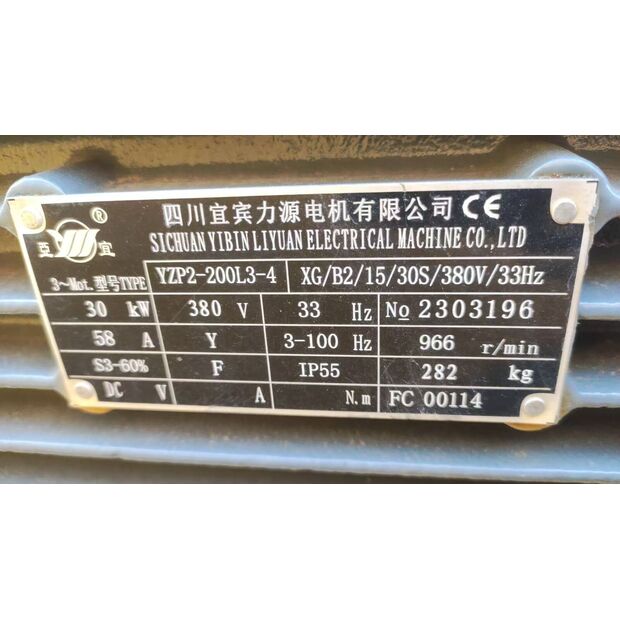 四川宜宾力源电机有限公司 CE
亞 宜 ®
SICHUAN YIBIN LIYUAN ELECTRICAL MACHINE CO.,LTD
3~Mot. 型号TYPE YZP2-200L3-4 XG/B2/15/30S/380V/33Hz
30 kW 380 V 33 Hz No 2303196
58 A Y 3-100 Hz 966 r/min
S3-60% F IP55 282 kg
DC V A N.m FC 00114